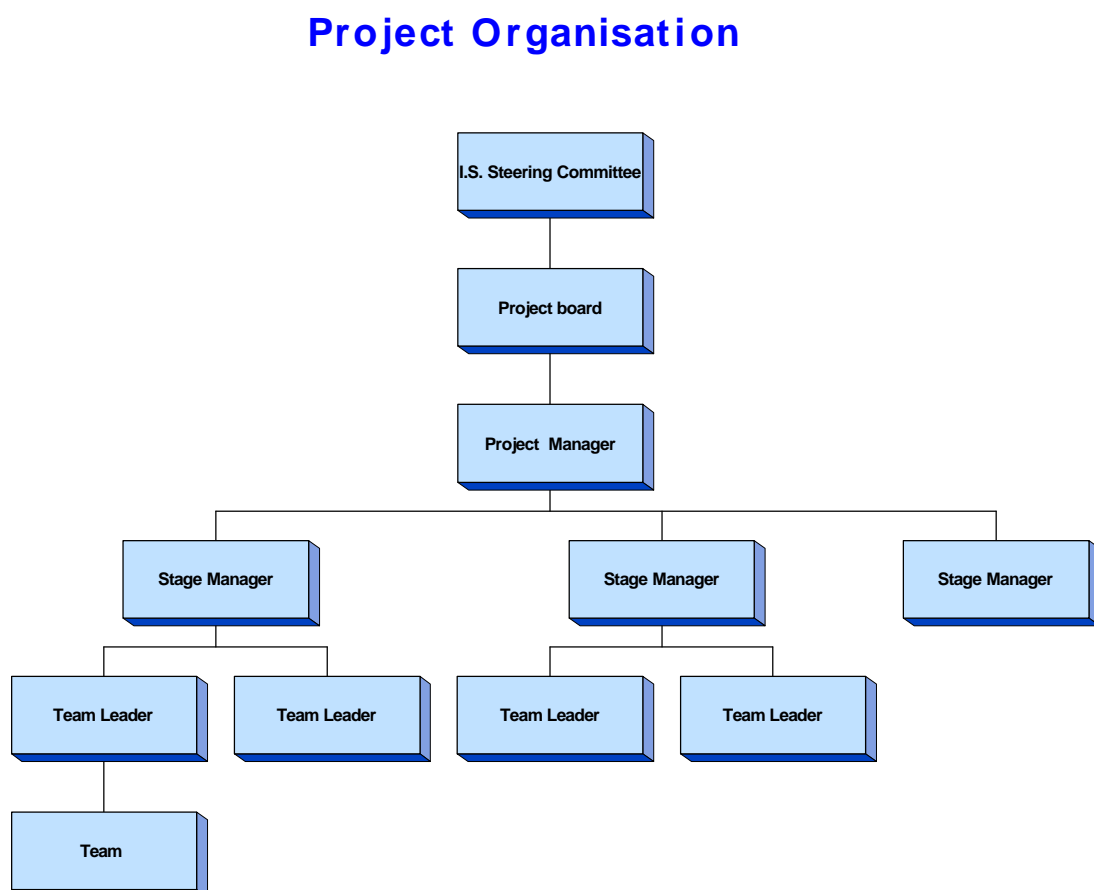 Project Organisation
I.S. Steering Committee
Project board
Project Manager
Stage Manager
Stage Manager
Stage Manager
Team Leader
Team Leader
Team Leader
Team Leader
Team